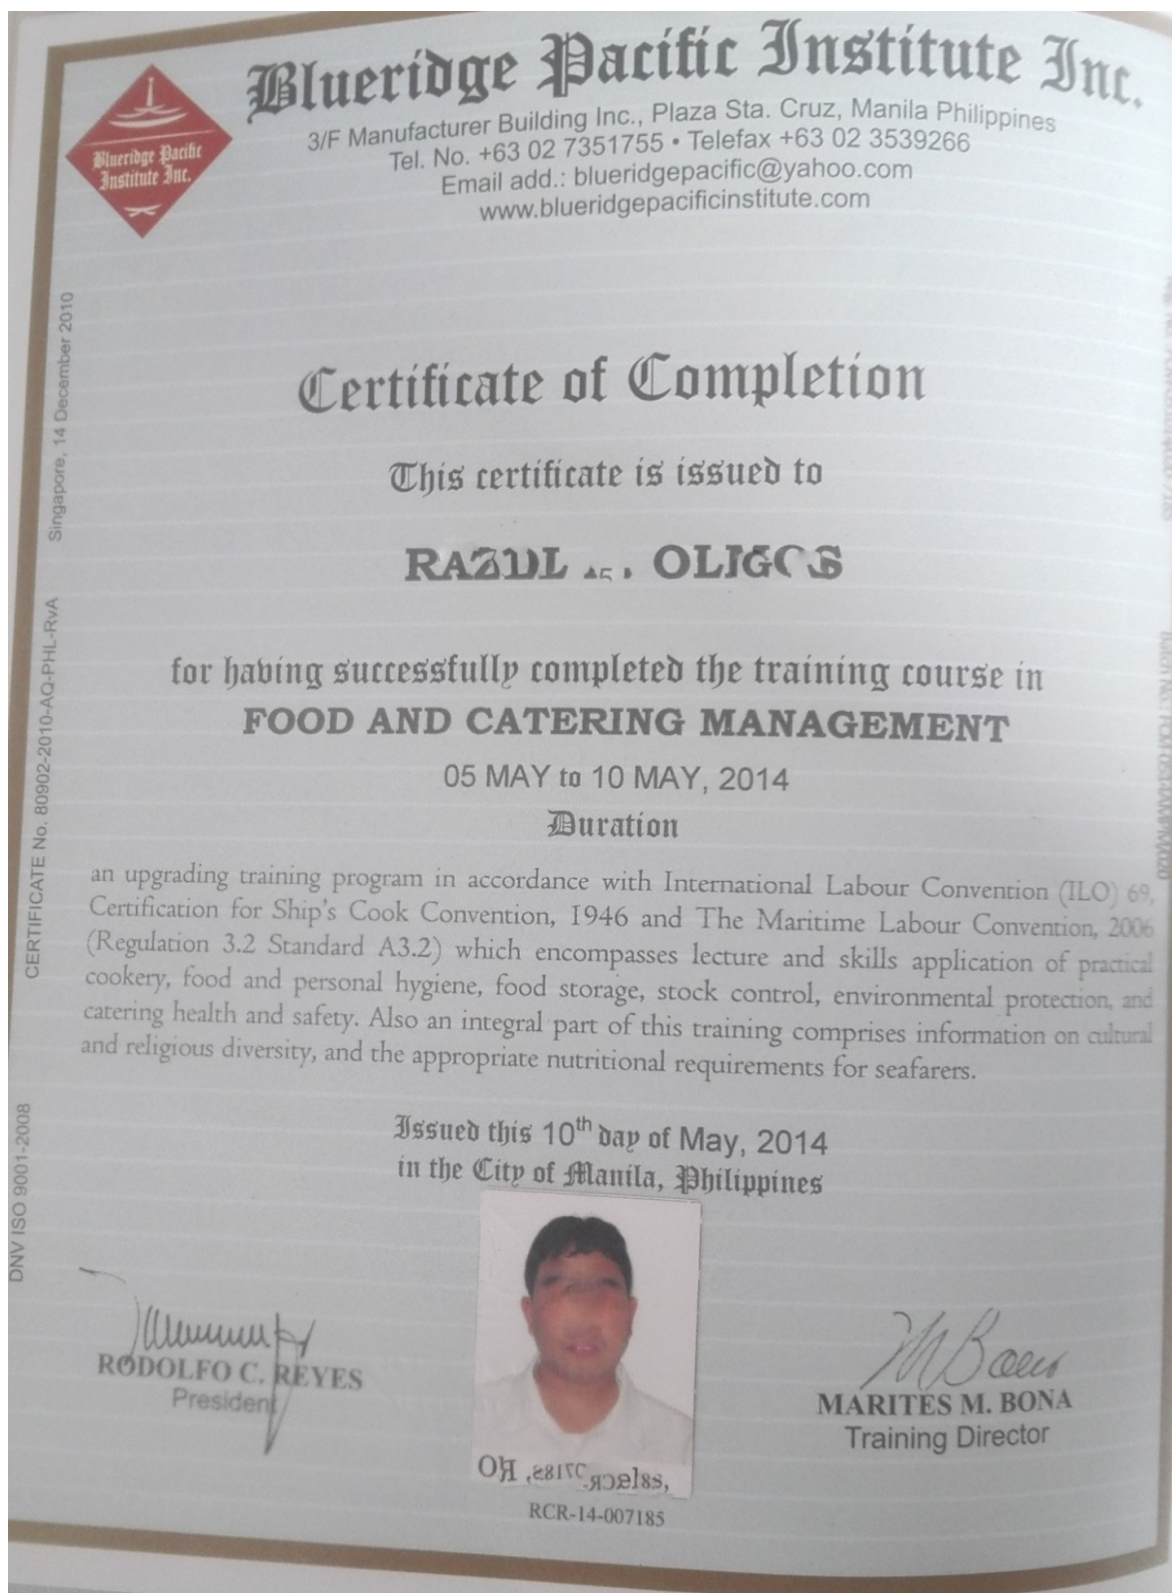 Blueridge Pacific Institute Inc.
3/F Manufacturer Building Inc., Plaza Sta. Cruz, Manila Philippines
Tel. No. +63 02 7351755 • Telefax +63 02 3539266
Email add.: blueridgepacific@yahoo.com
www.blueridgepacificinstitute.com
Blueridge Pacific
Institute Inc.
Certificate of Completion
This certificate is issued to
for having successfully completed the training course in
FOOD AND CATERING MANAGEMENT
05 MAY to 10 MAY, 2014
Duration
an upgrading training program in accordance with International Labour Convention (ILO) 69,
Certification for Ship's Cook Convention, 1946 and The Maritime Labour Convention, 2006
(Regulation 3.2 Standard A3.2) which encompasses lecture and skills application of practical
cookery, food and personal hygiene, food storage, stock control, environmental protection, and
catering health and safety. Also an integral part of this training comprises information on cultural
and religious diversity, and the appropriate nutritional requirements for seafarers.
Issued this 10th day of May, 2014
in the City of Manila, Philippines
RODOLFO C. REYES
President
MARITES M. BONA
Training Director
RCR-14-007185
DNV ISO 9001-2008
CERTIFICATE No. 80902-2010-AQ-PHL-RvA
Singapore, 14 December 2010